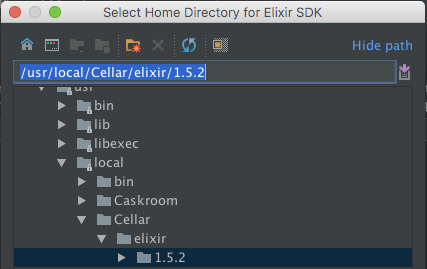 Select Home Directory for Elixir SDK
Hide path
/usr/local/Cellar/elixir/1.5.2
usr
bin
lib
libexec
local
bin
Caskroom
Cellar
elixir
1.5.2